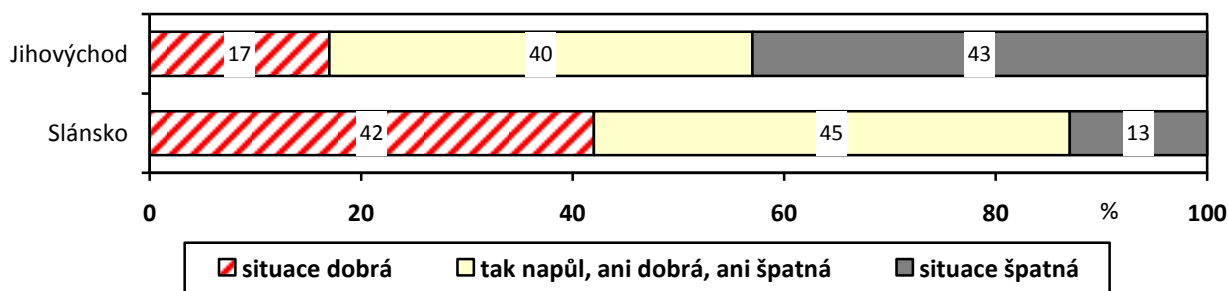 Jihovýchod 17 40 43
Slánsko 42 45 13
0 20 40 60 80 % 100
situace dobrá tak napůl, ani dobrá, ani špatná situace špatná